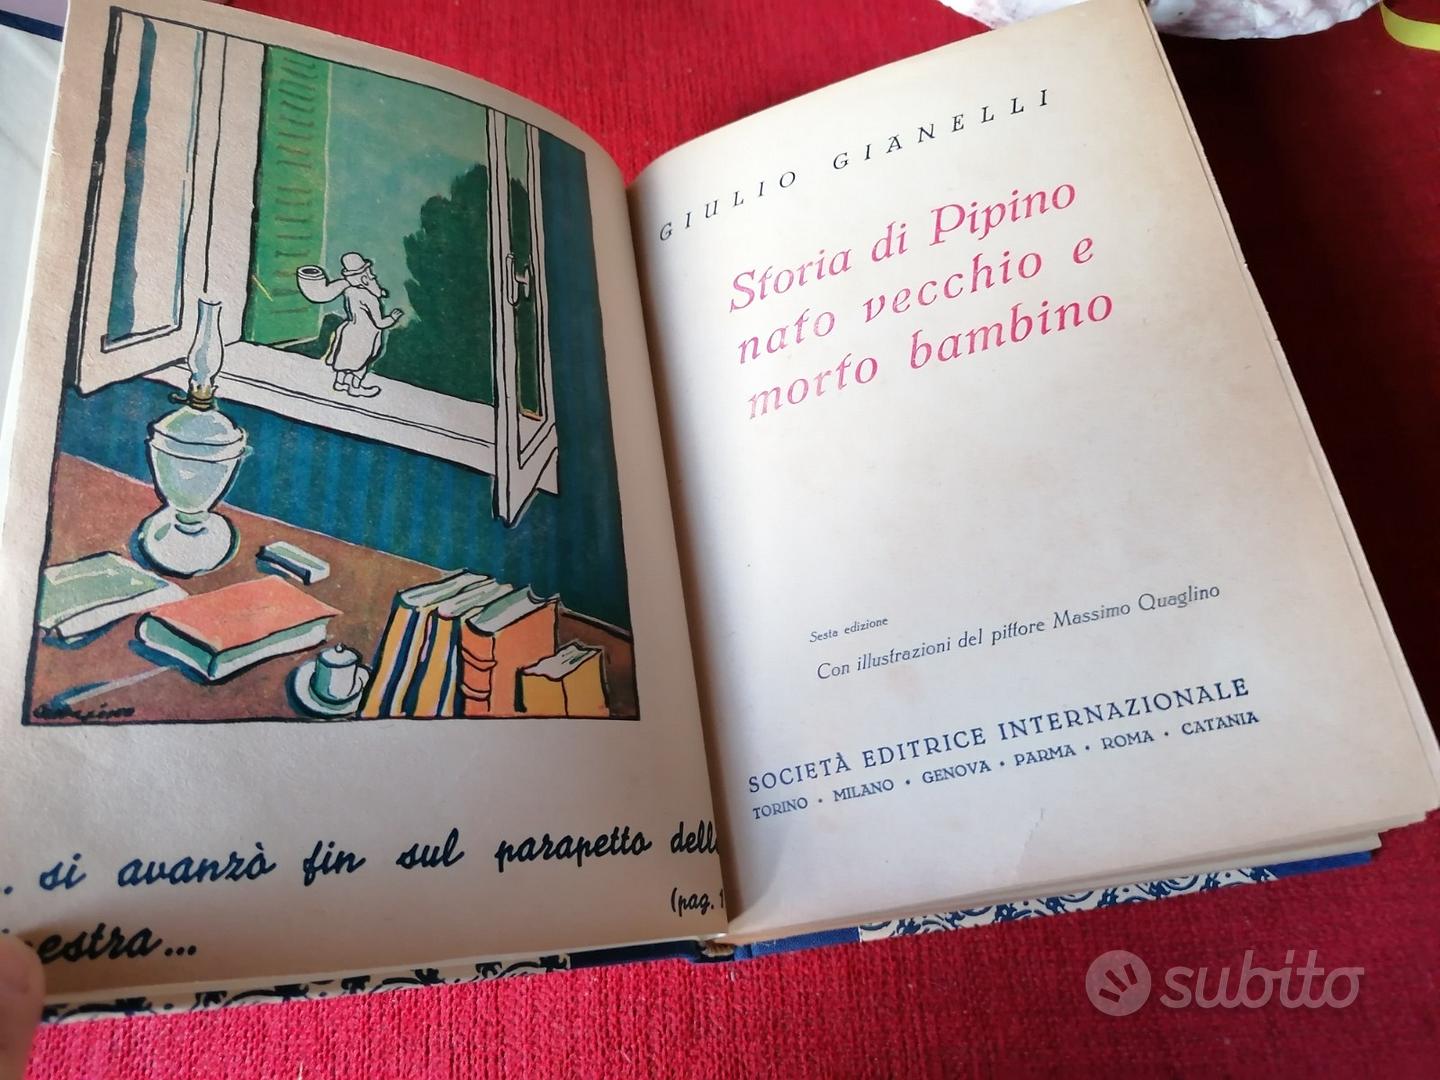 ... si avanzò fin sul parapetto
estra...
(pag.
GIULIO GIANELLI
Storia di Pipino
nato vecchio e
morto bambino
Sesta edizione
Con illustrazioni del pittore Massimo Quaglino
SOCIETÀ EDITRICE INTERNAZIONALE
TORINO • MILANO • GENOVA • PARMA • ROMA • CATANIA
subito